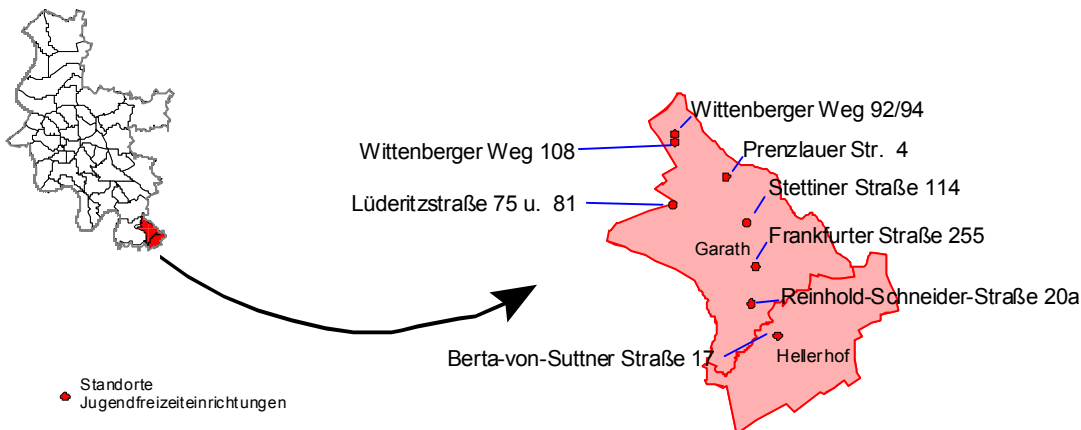 Wittenberger Weg 92/94
Wittenberger Weg 108
Prenzlauer Str. 4
Stettiner Straße 114
Lüderitzstraße 75 u. 81
Frankfurter Straße 255
Garath
Reinhold-Schneider-Straße 20a
Berta-von-Suttner Straße 17
Hellerhof
Standorte
Jugendfreizeiteinrichtungen